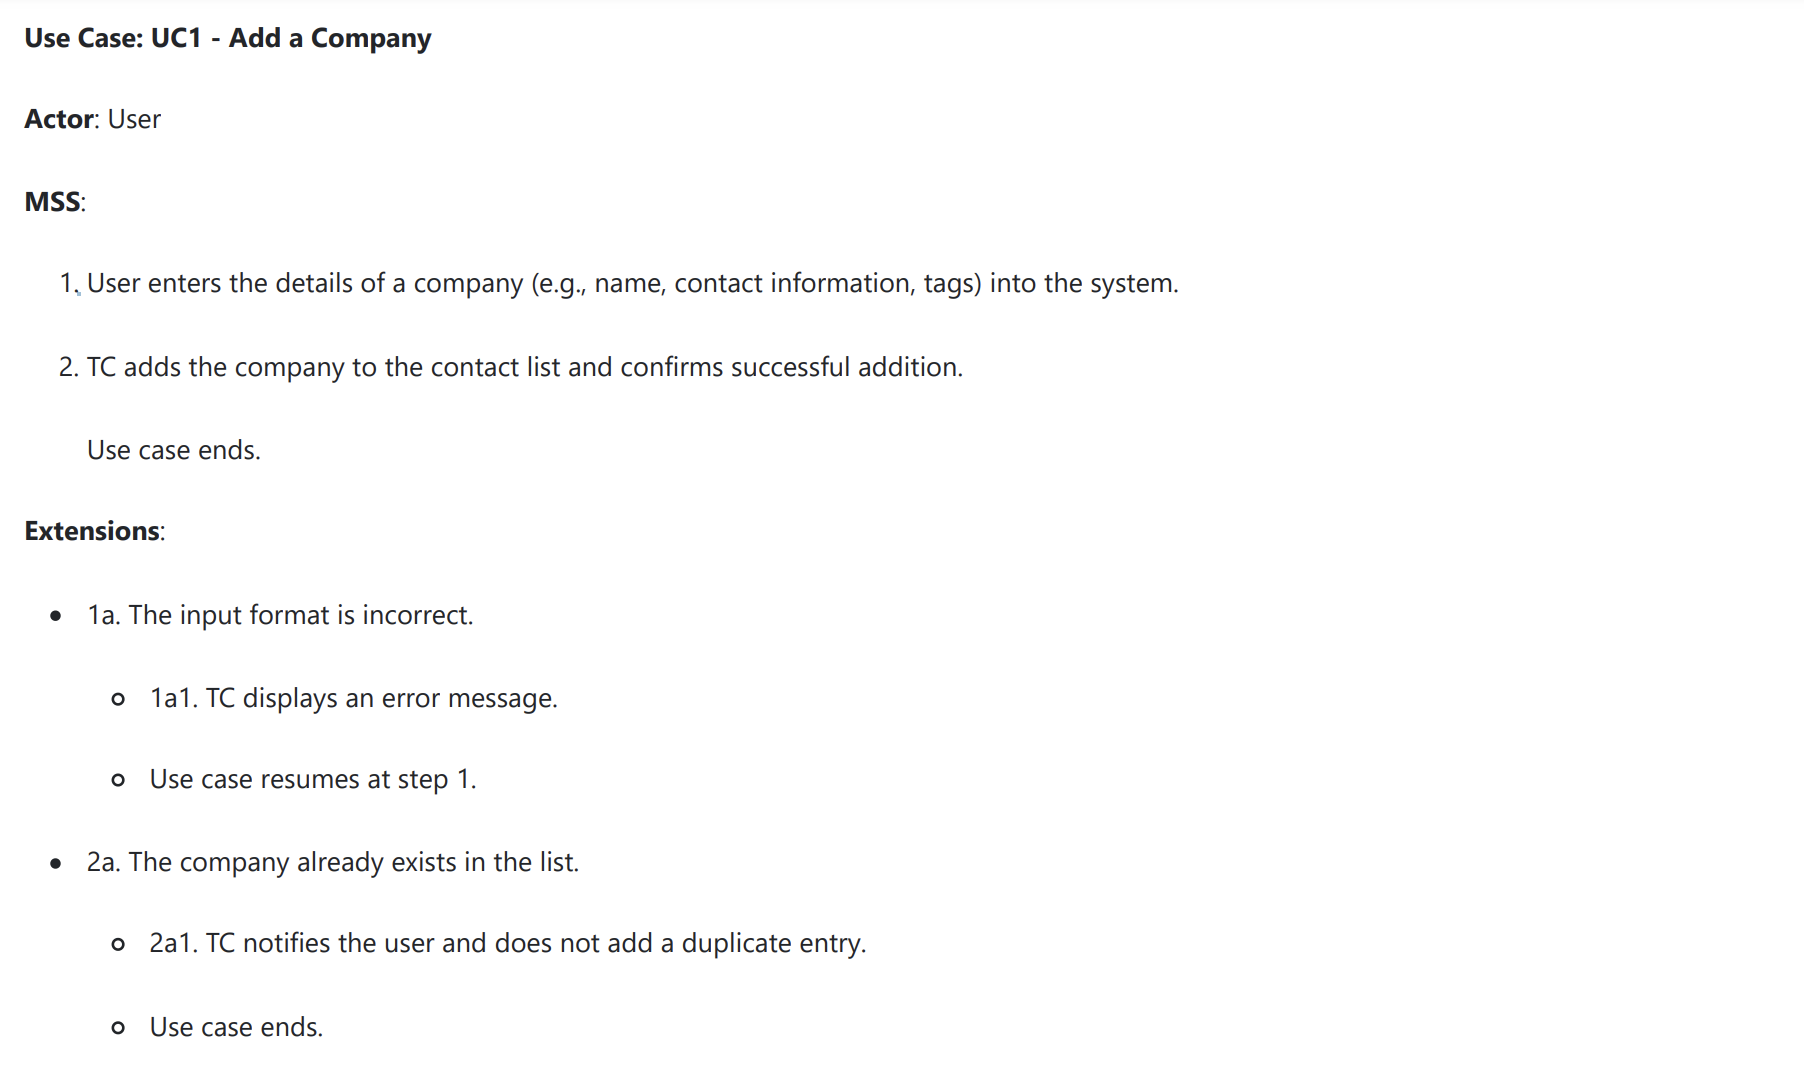 Use Case: UC1 - Add a Company
Actor: User
MSS:
1. User enters the details of a company (e.g., name, contact information, tags) into the system.
2. TC adds the company to the contact list and confirms successful addition.
Use case ends.
Extensions:
• 1a. The input format is incorrect.
○ 1a1. TC displays an error message.
○ Use case resumes at step 1.
• 2a. The company already exists in the list.
○ 2a1. TC notifies the user and does not add a duplicate entry.
○ Use case ends.